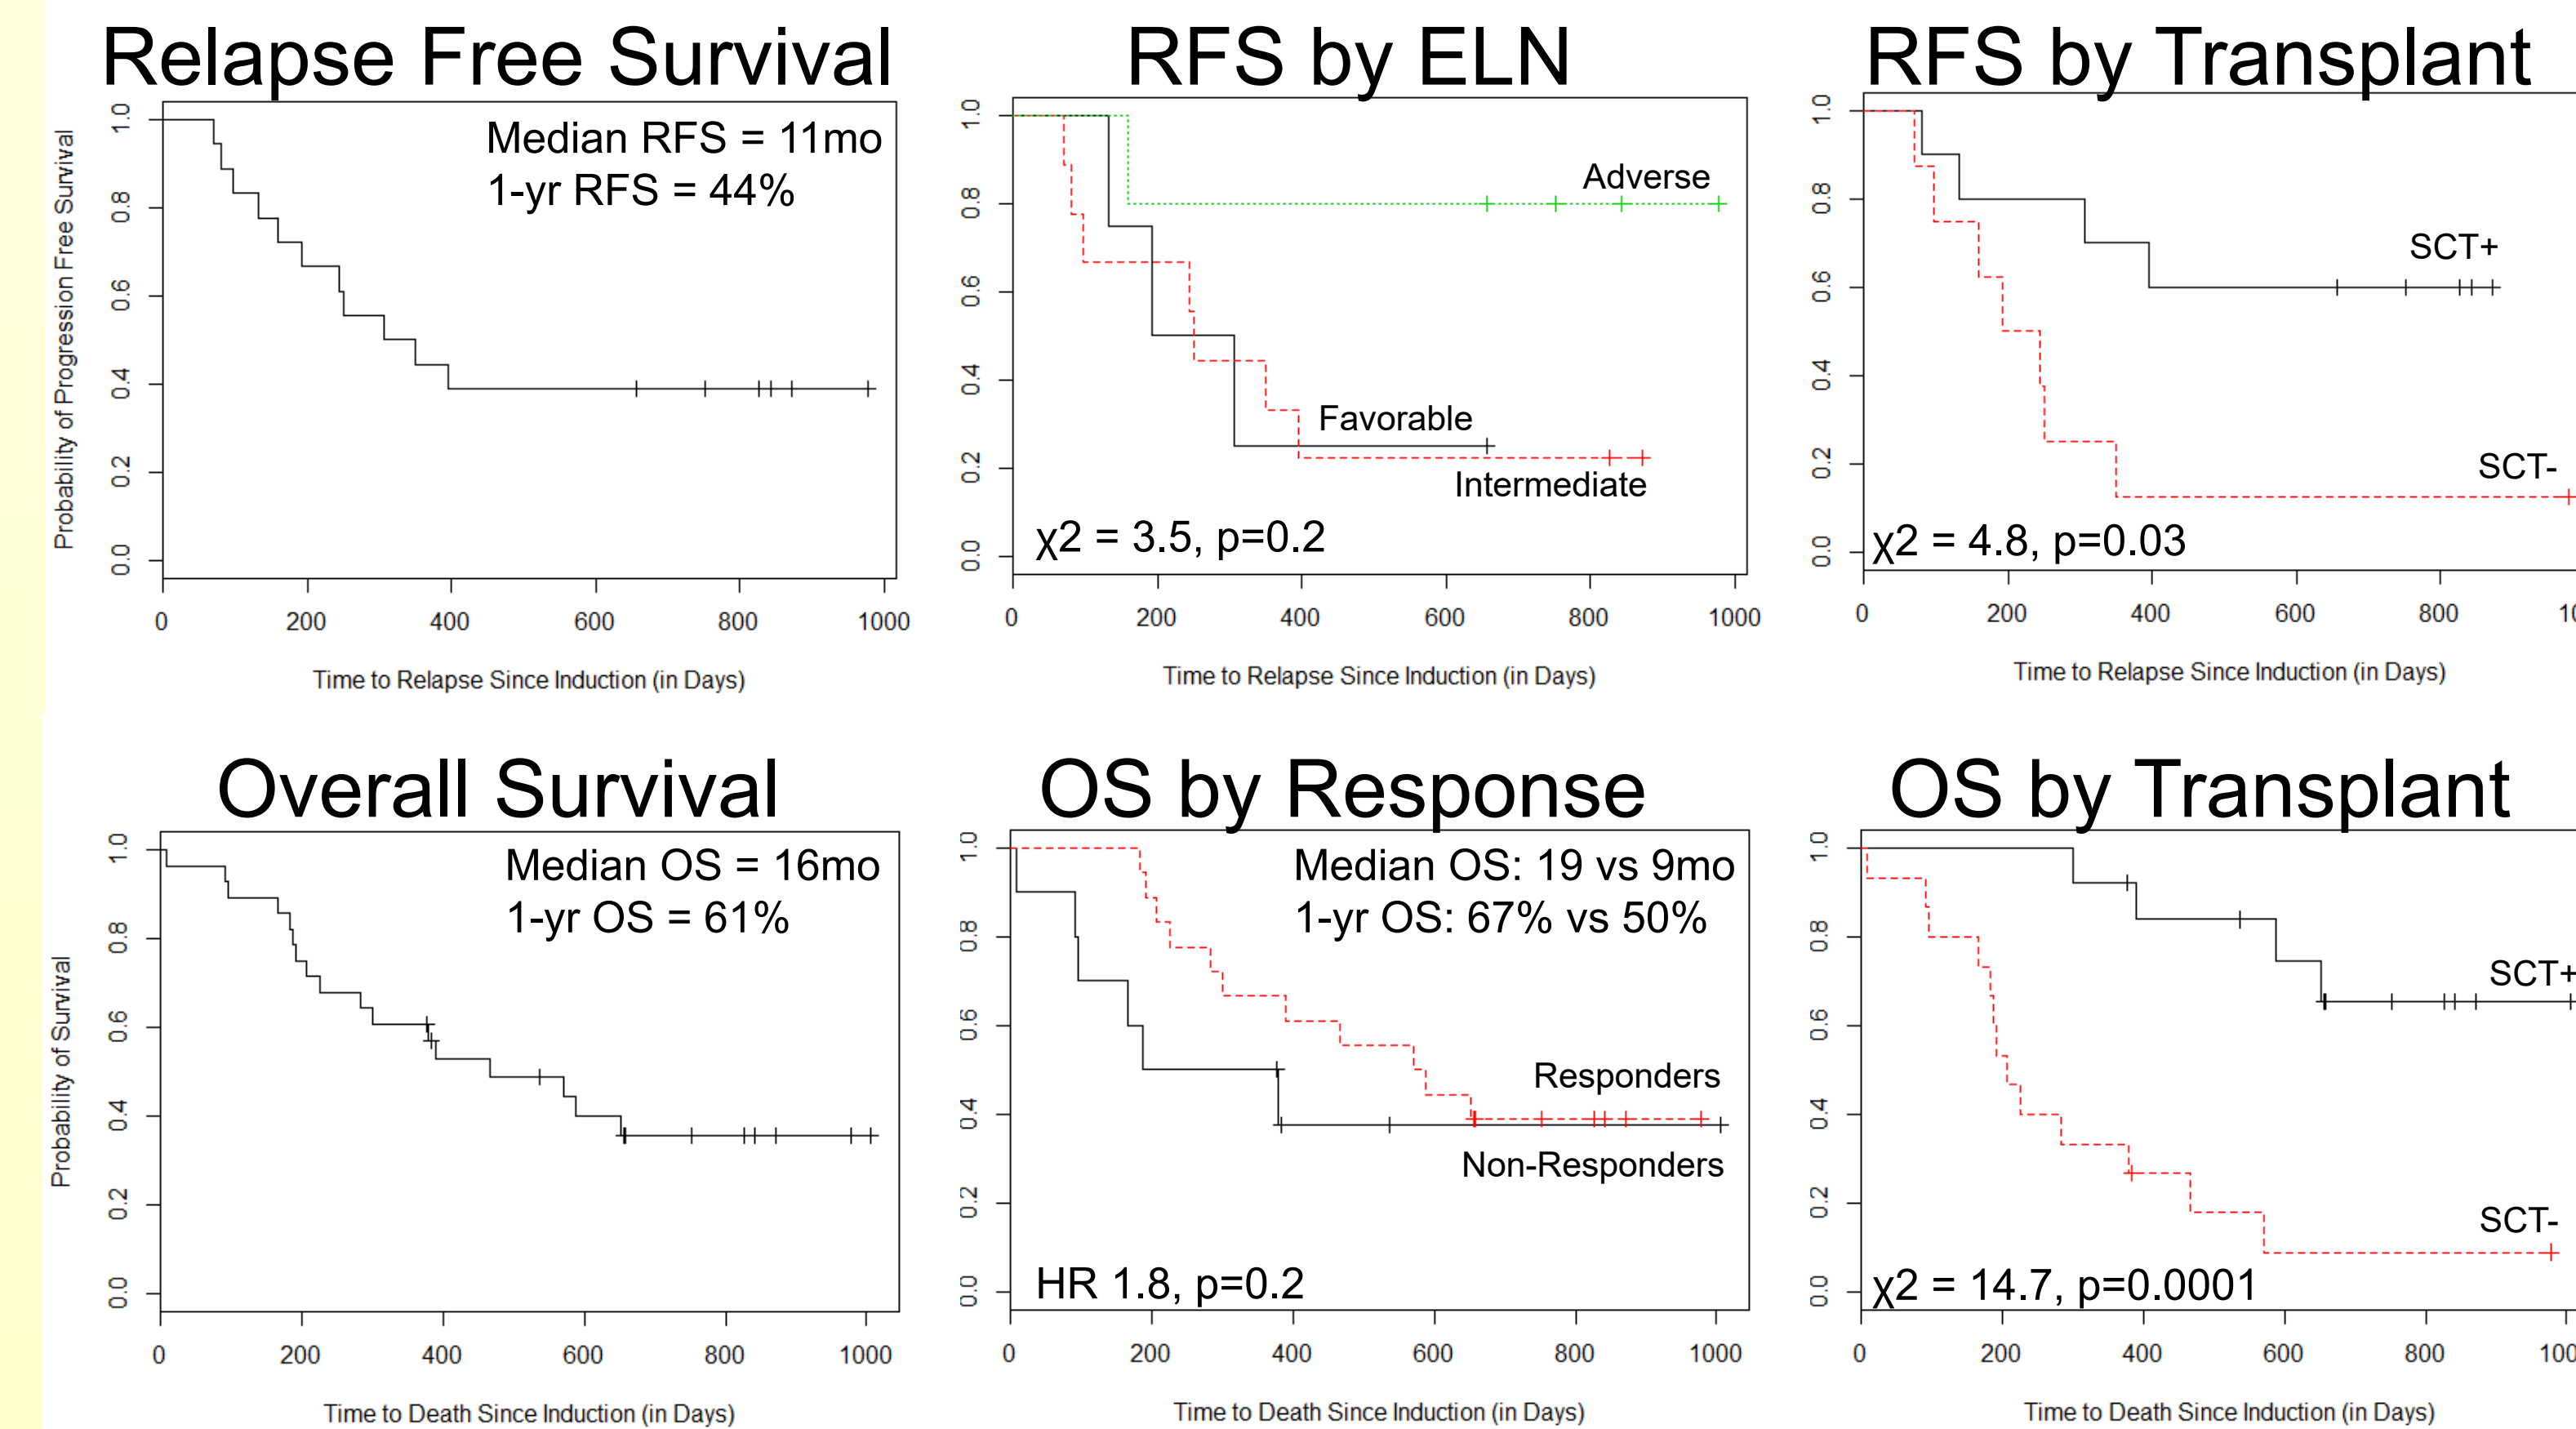 Relapse Free Survival
Probability of Progression Free Survival
1.0
0.8
0.6
0.4
0.2
0.0
Median RFS = 11mo
1-yr RFS = 44%
0 200 400 600 800 1000
Time to Relapse Since Induction (in Days)
RFS by ELN
1.0
0.8
0.6
0.4
0.2
0.0
Adverse
Favorable
Intermediate
χ2 = 3.5, p=0.2
0 200 400 600 800 1000
Time to Relapse Since Induction (in Days)
RFS by Transplant
1.0
0.8
0.6
0.4
0.2
0.0
SCT+
SCT-
χ2 = 4.8, p=0.03
0 200 400 600 800 10
Time to Relapse Since Induction (in Days)
Overall Survival
Probability of Survival
1.0
0.8
0.6
0.4
0.2
0.0
Median OS = 16mo
1-yr OS = 61%
0 200 400 600 800 1000
Time to Death Since Induction (in Days)
OS by Response
1.0
0.8
0.6
0.4
0.2
0.0
Median OS: 19 vs 9mo
1-yr OS: 67% vs 50%
Responders
Non-Responders
HR 1.8, p=0.2
0 200 400 600 800 1000
Time to Death Since Induction (in Days)
OS by Transplant
1.0
0.8
0.6
0.4
0.2
0.0
SCT+
SCT-
χ2 = 14.7, p=0.0001
0 200 400 600 800 100
Time to Death Since Induction (in Days)